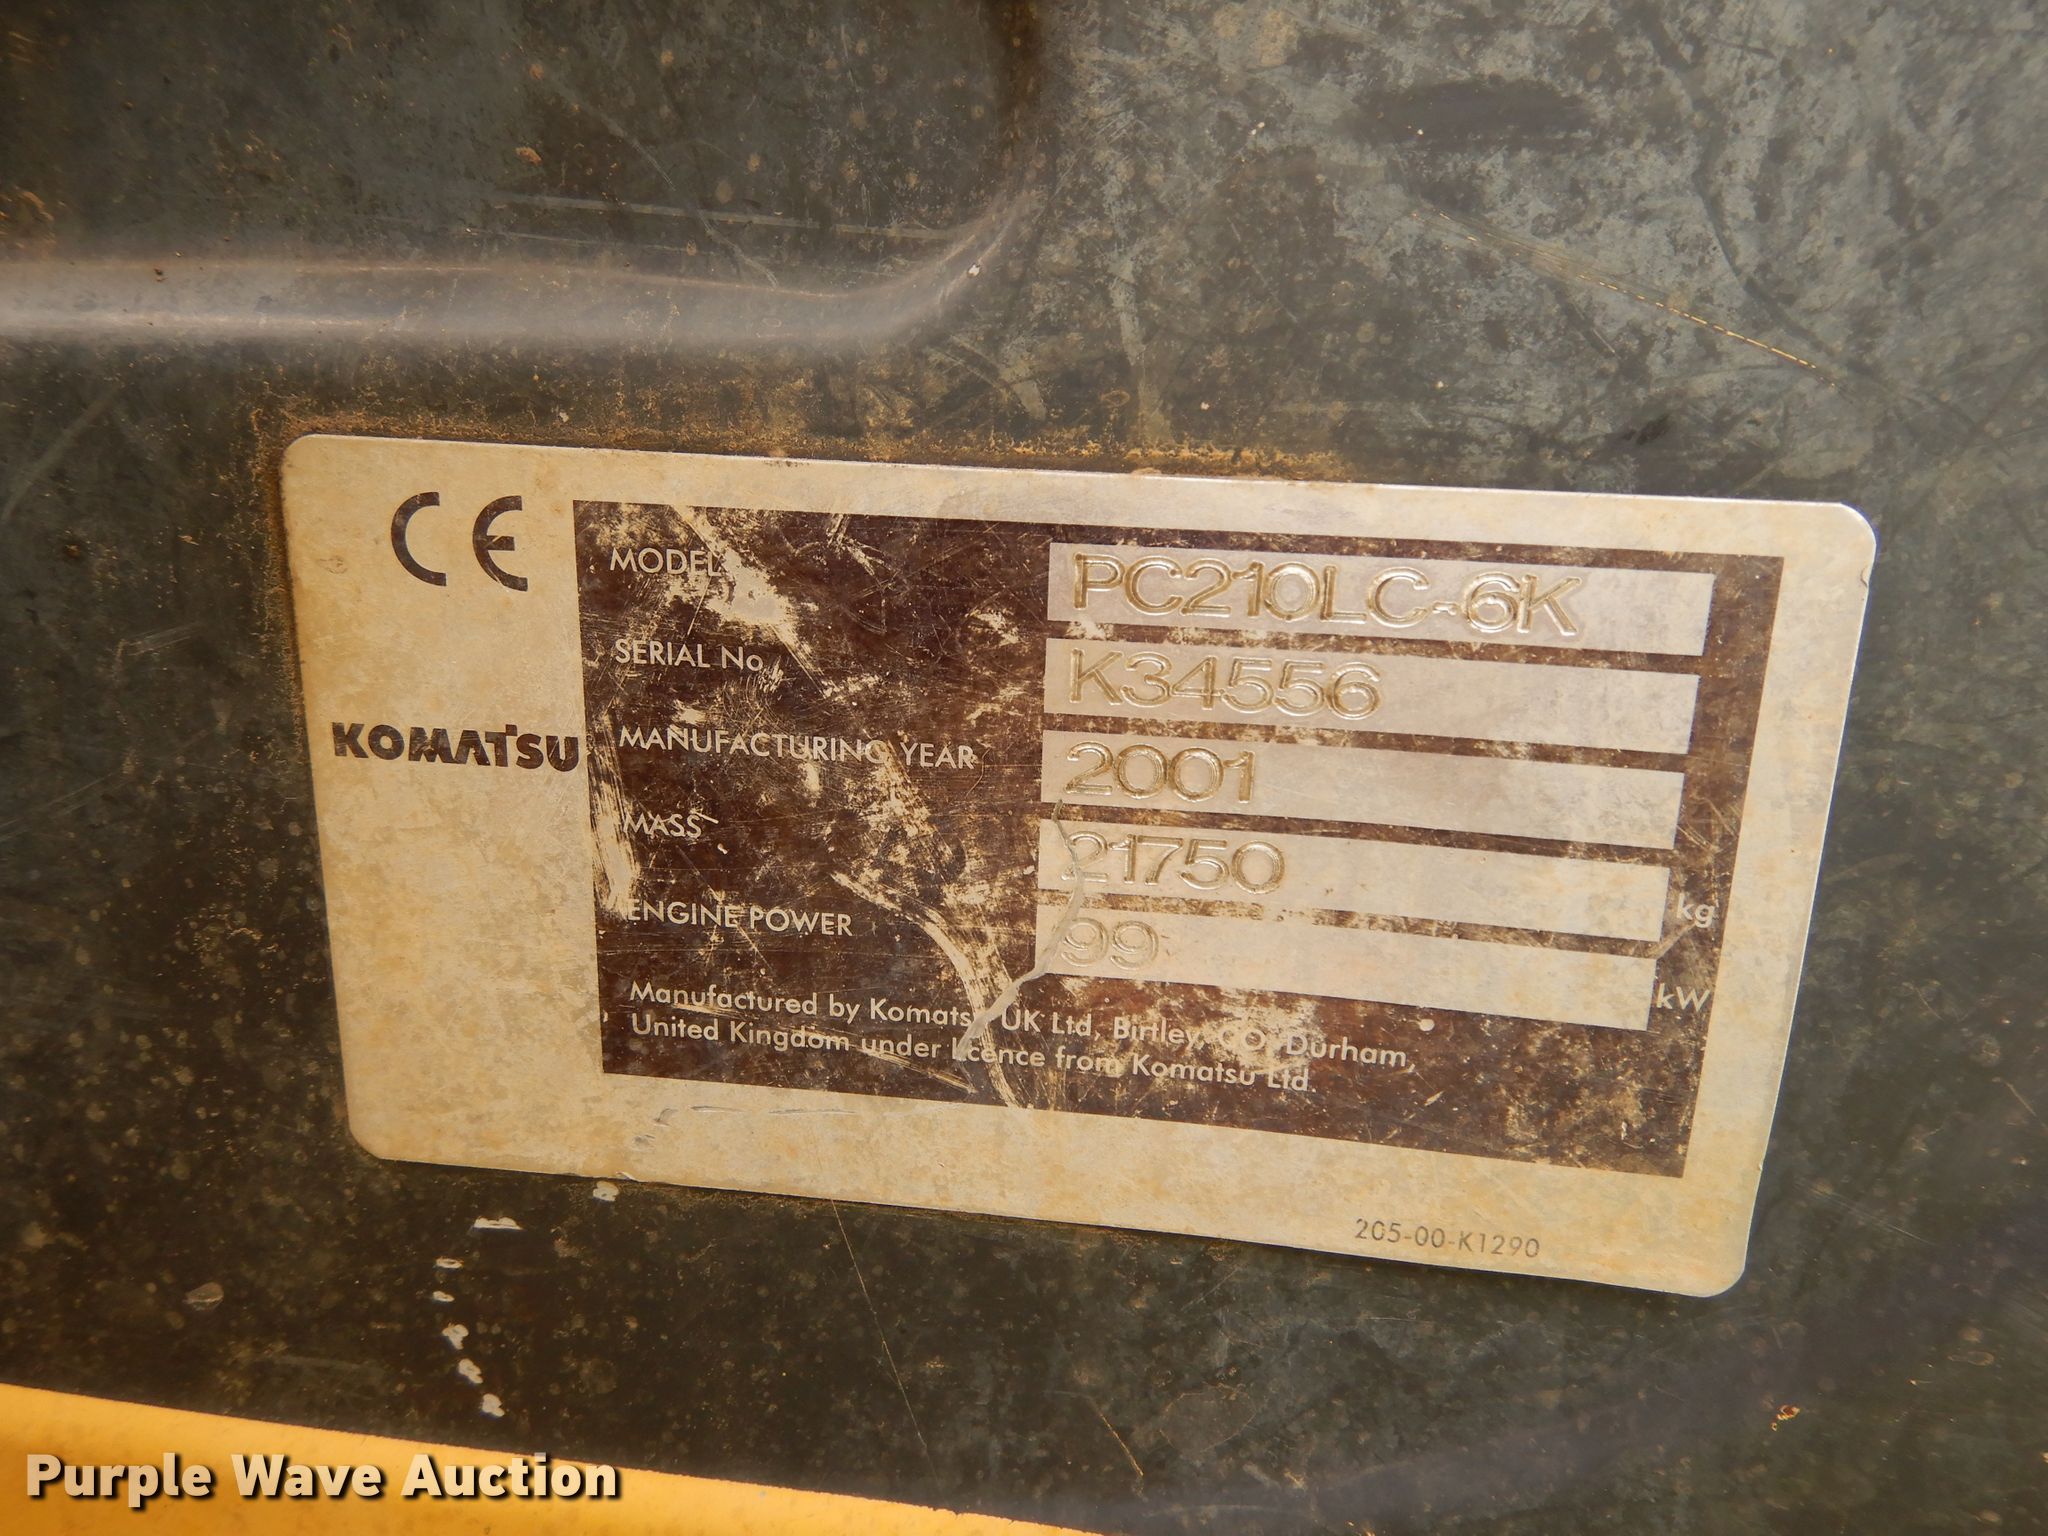 CE
KOMATSU
MODEL PC210LC-6K
SERIAL No. K34556
MANUFACTURING YEAR 2001
MASS 21750 kg
ENGINE POWER 99 kW
Manufactured by Komatsu UK Ltd, Birtley, CO. Durham,
United Kingdom under licence from Komatsu Ltd.
205-00-K1290
Purple Wave Auction